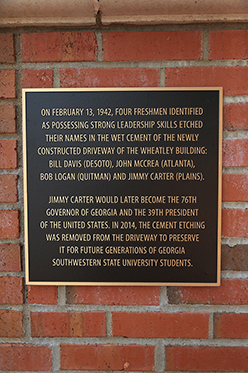 ON FEBRUARY 13, 1942, FOUR FRESHMEN IDENTIFIED
AS POSSESSING STRONG LEADERSHIP SKILLS ETCHED
THEIR NAMES IN THE WET CEMENT OF THE NEWLY
CONSTRUCTED DRIVEWAY OF THE WHEATLEY BUILDING:
BILL DAVIS (DESOTO), JOHN MCCREA (ATLANTA),
BOB LOGAN (QUITMAN) AND JIMMY CARTER (PLAINS).
JIMMY CARTER WOULD LATER BECOME THE 76TH
GOVERNOR OF GEORGIA AND THE 39TH PRESIDENT
OF THE UNITED STATES. IN 2014, THE CEMENT ETCHING
WAS REMOVED FROM THE DRIVEWAY TO PRESERVE
IT FOR FUTURE GENERATIONS OF GEORGIA
SOUTHWESTERN STATE UNIVERSITY STUDENTS.